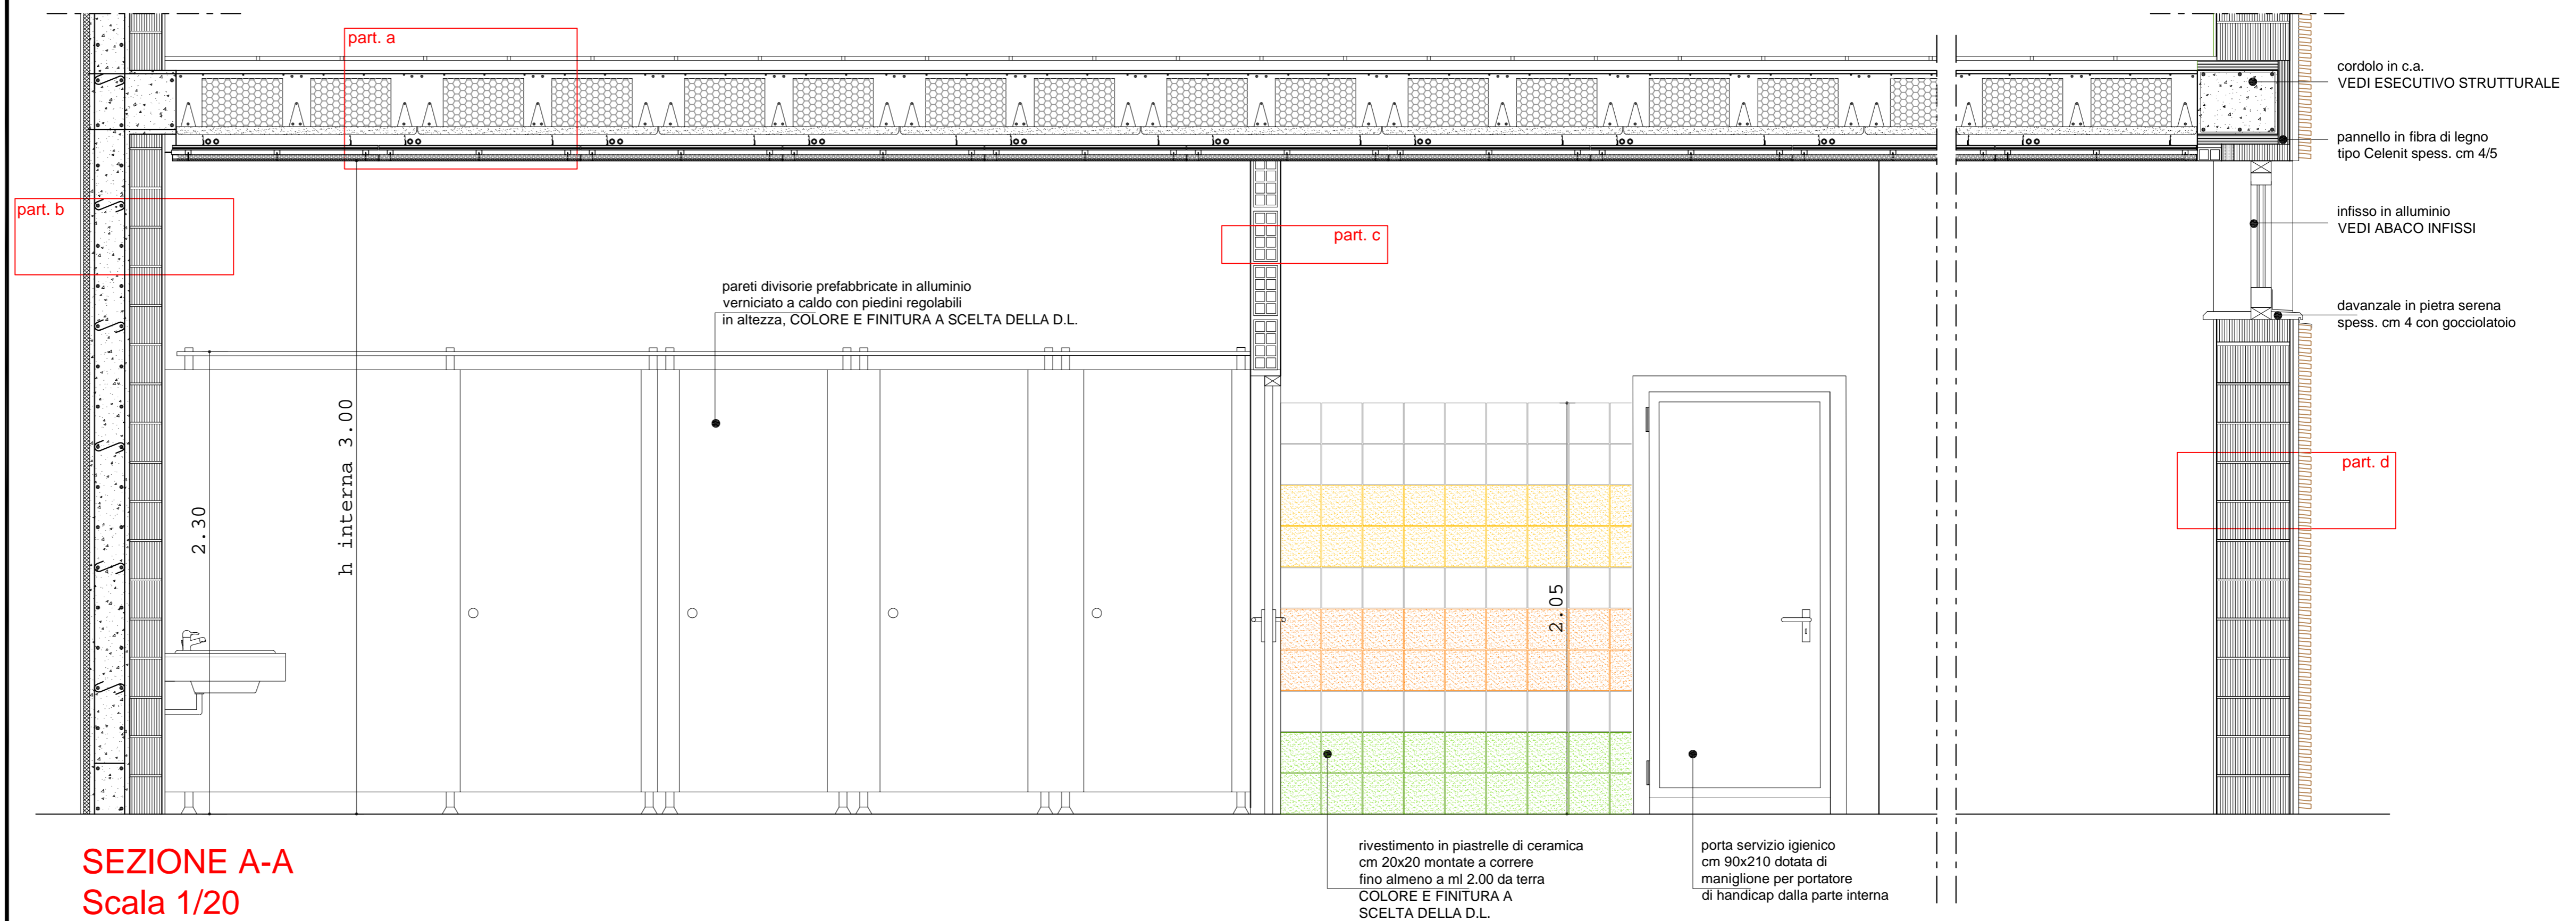 part. a
cordolo in c.a.
VEDI ESECUTIVO STRUTTURALE
pannello in fibra di legno
tipo Celenit spess. cm 4/5
part. b
infisso in alluminio
VEDI ABACO INFISSI
part. c
pareti divisorie prefabbricate in alluminio
verniciato a caldo con piedini regolabili
in altezza, COLORE E FINITURA A SCELTA DELLA D.L.
davanzale in pietra serena
spess. cm 4 con gocciolatoio
part. d
2.30
h interna 3.00
2.05
rivestimento in piastrelle di ceramica
cm 20x20 montate a correre
fino almeno a ml 2.00 da terra
COLORE E FINITURA A
SCELTA DELLA D.L.
porta servizio igienico
cm 90x210 dotata di
maniglione per portatore
di handicap dalla parte interna
SEZIONE A-A
Scala 1/20